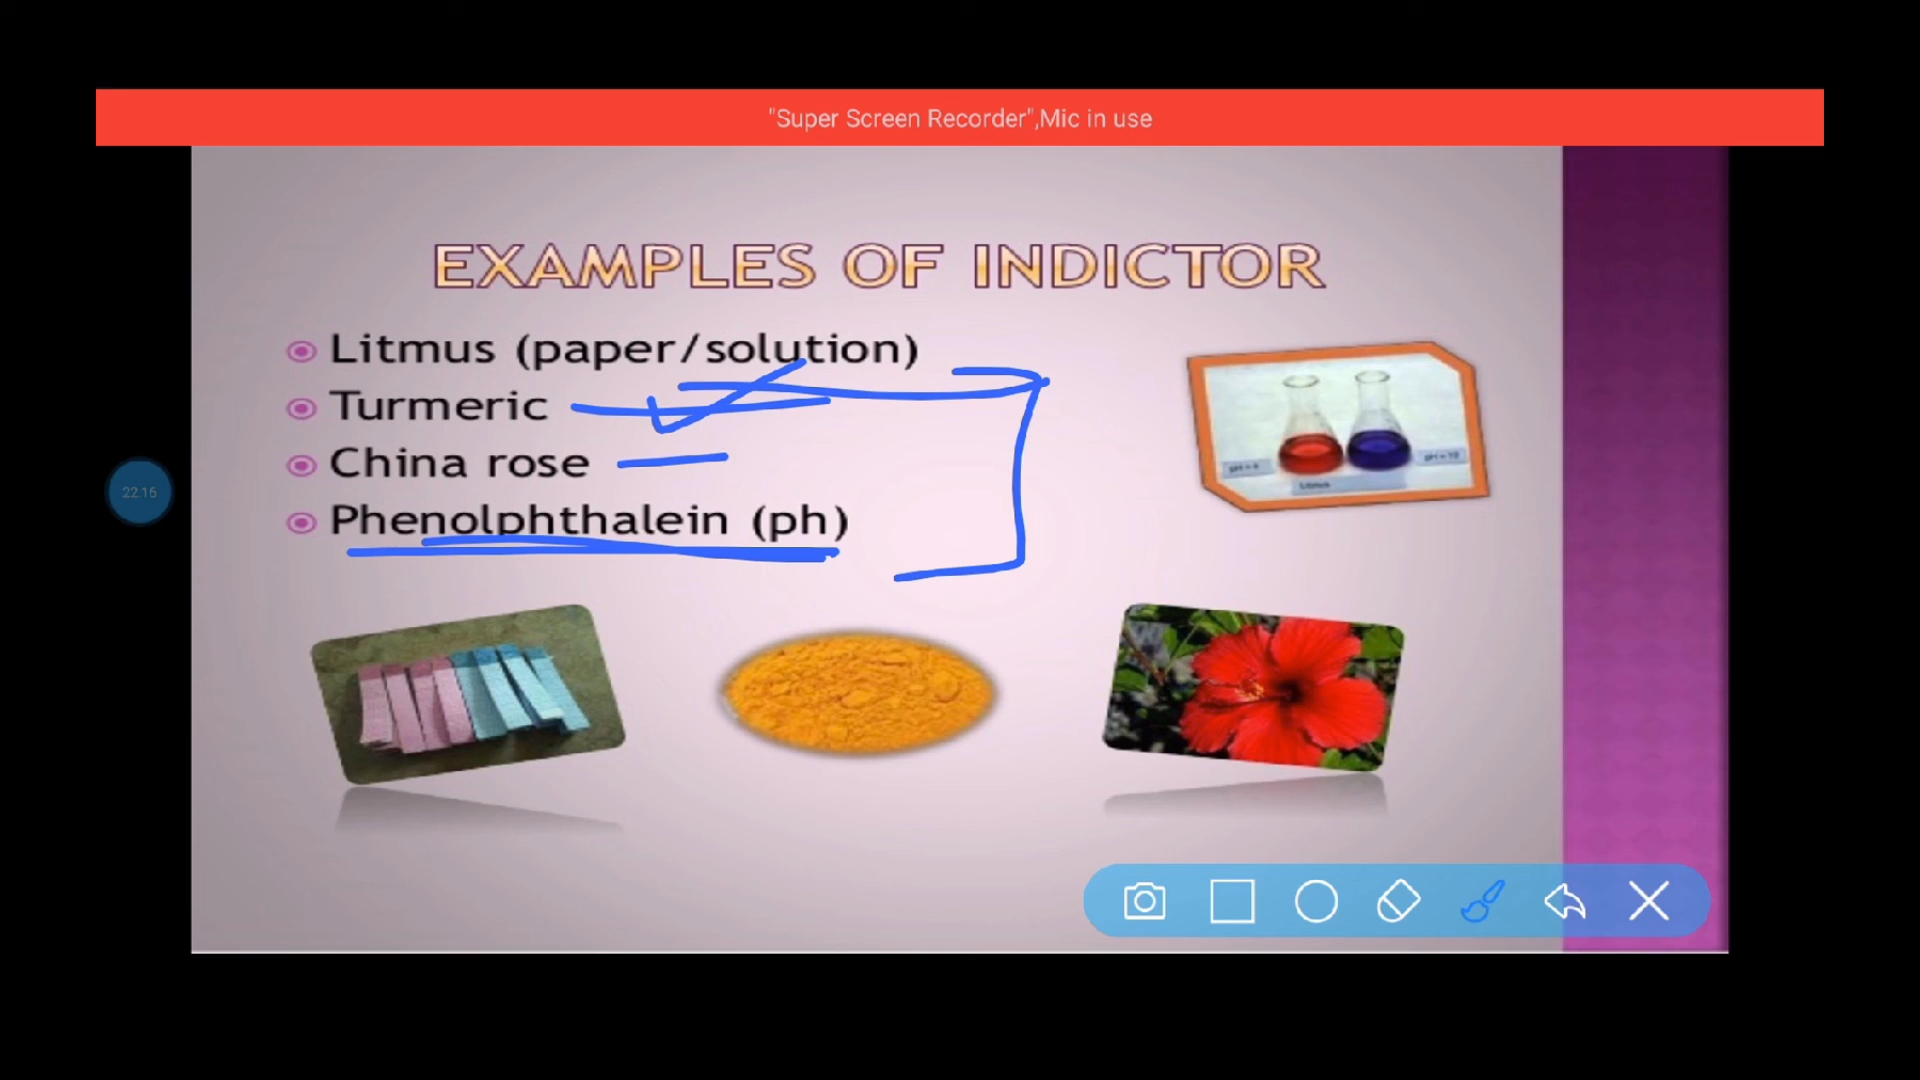 "Super Screen Recorder",Mic in use
EXAMPLES OF INDICTOR
Litmus (paper/solution)
Turmeric
China rose
Phenolphthalein (ph)
22:16
Litmus